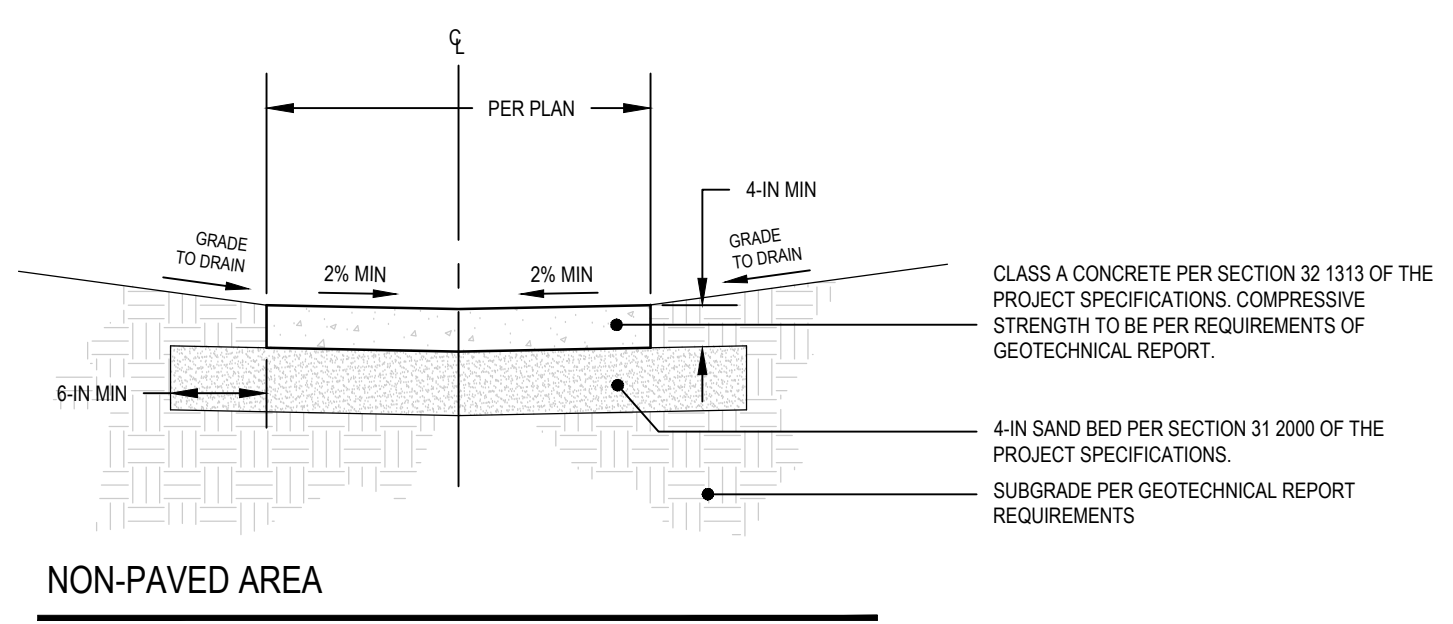 ℄
PER PLAN
4-IN MIN
GRADE
TO DRAIN
2% MIN
2% MIN
GRADE
TO DRAIN
CLASS A CONCRETE PER SECTION 32 1313 OF THE
PROJECT SPECIFICATIONS. COMPRESSIVE
STRENGTH TO BE PER REQUIREMENTS OF
GEOTECHNICAL REPORT.
6-IN MIN
4-IN SAND BED PER SECTION 31 2000 OF THE
PROJECT SPECIFICATIONS.
SUBGRADE PER GEOTECHNICAL REPORT
REQUIREMENTS
NON-PAVED AREA